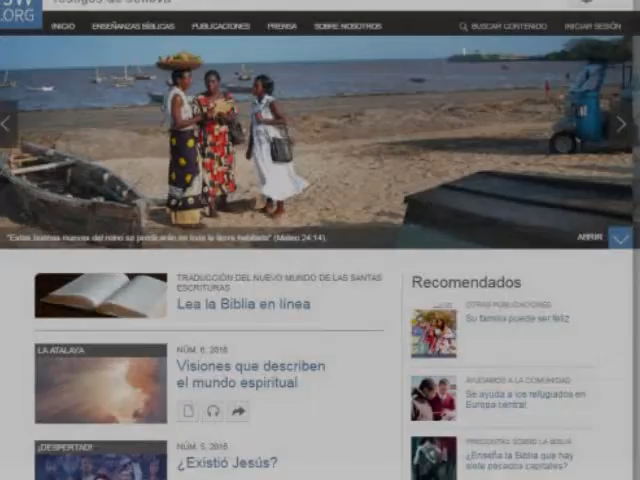 JW
.ORG
Testigos de Jehová
INICIO ENSEÑANZAS BÍBLICAS PUBLICACIONES PRENSA SOBRE NOSOTROS BUSCAR CONTENIDO INICIAR SESIÓN
"Estas buenas nuevas del reino se predicarán en toda la tierra habitada" (Mateo 24:14).
ABRIR
TRADUCCIÓN DEL NUEVO MUNDO DE LAS SANTAS
ESCRITURAS
Lea la Biblia en línea
LA ATALAYA
NÚM. 6, 2016
Visiones que describen
el mundo espiritual
¡DESPERTAD!
NÚM. 5, 2016
¿Existió Jesús?
Recomendados
OTRAS PUBLICACIONES
Su familia puede ser feliz
AYUDAMOS A LA COMUNIDAD
Se ayuda a los refugiados en
Europa central
PREGUNTAS SOBRE LA BIBLIA
¿Enseña la Biblia que hay
siete pecados capitales?